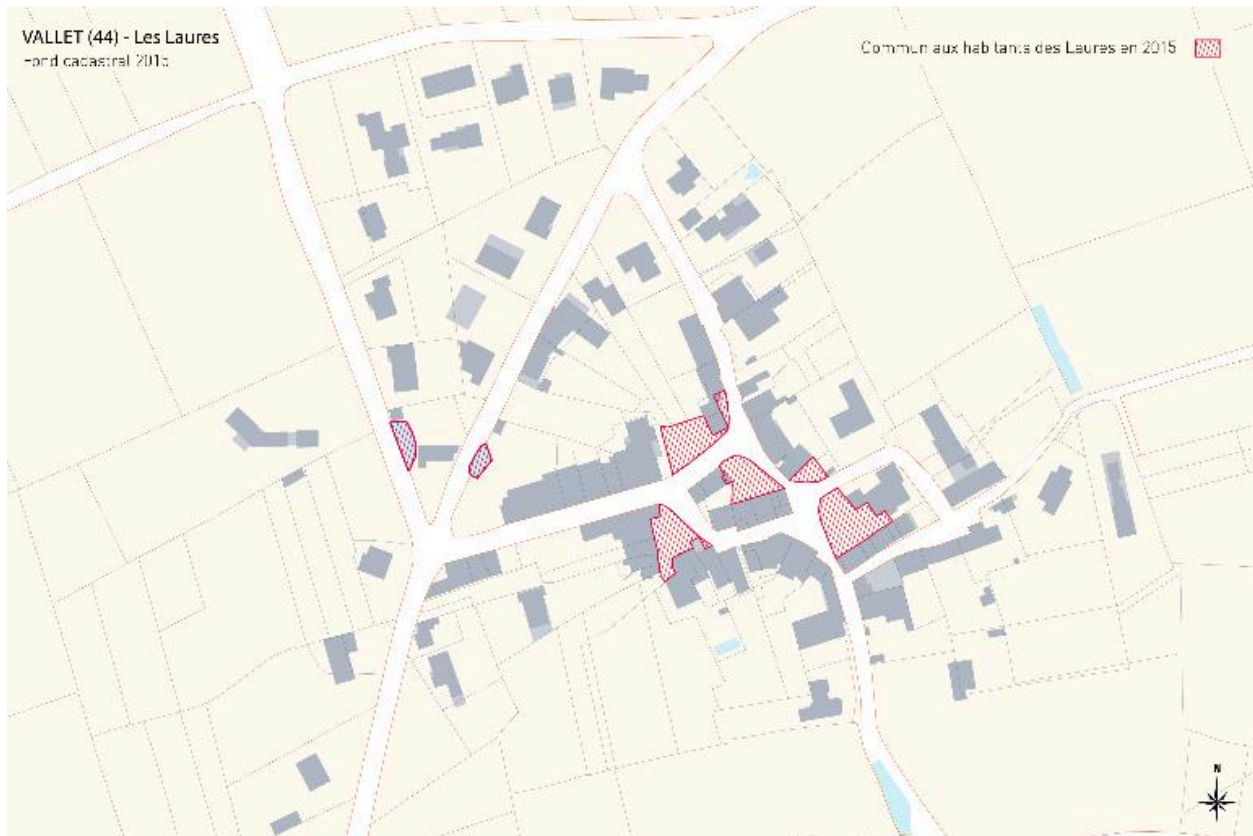 VALLET (44) - Les Laures
Fond cadastral 2015
Commun aux habitants des Laures en 2015
N